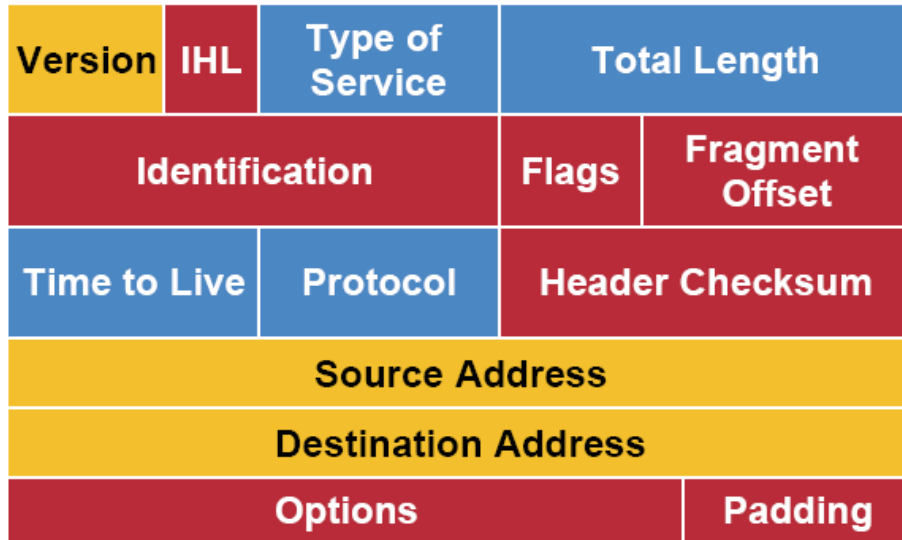 Version
IHL
Type of
Service
Total Length
Identification
Flags
Fragment
Offset
Time to Live
Protocol
Header Checksum
Source Address
Destination Address
Options
Padding